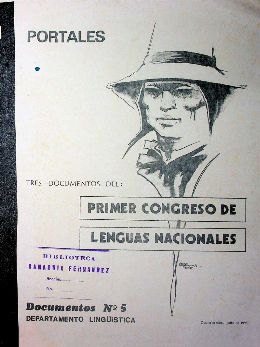 PORTALES
TRES DOCUMENTOS DEL:
PRIMER CONGRESO DE
LENGUAS NACIONALES
BIBLIOTECA
Documentos Nº 5
DEPARTAMENTO LINGÜISTICA